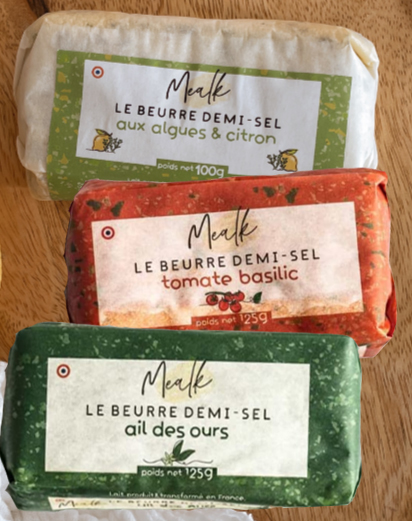 Mealk
LE BEURRE DEMI-SEL
aux algues & citron
poids net 100g
Mealk
LE BEURRE DEMI-SEL
tomate basilic
poids net 125g
Mealk
LE BEURRE DEMI-SEL
ail des ours
poids net 125g
Lait produit & transformé en France
Mealk